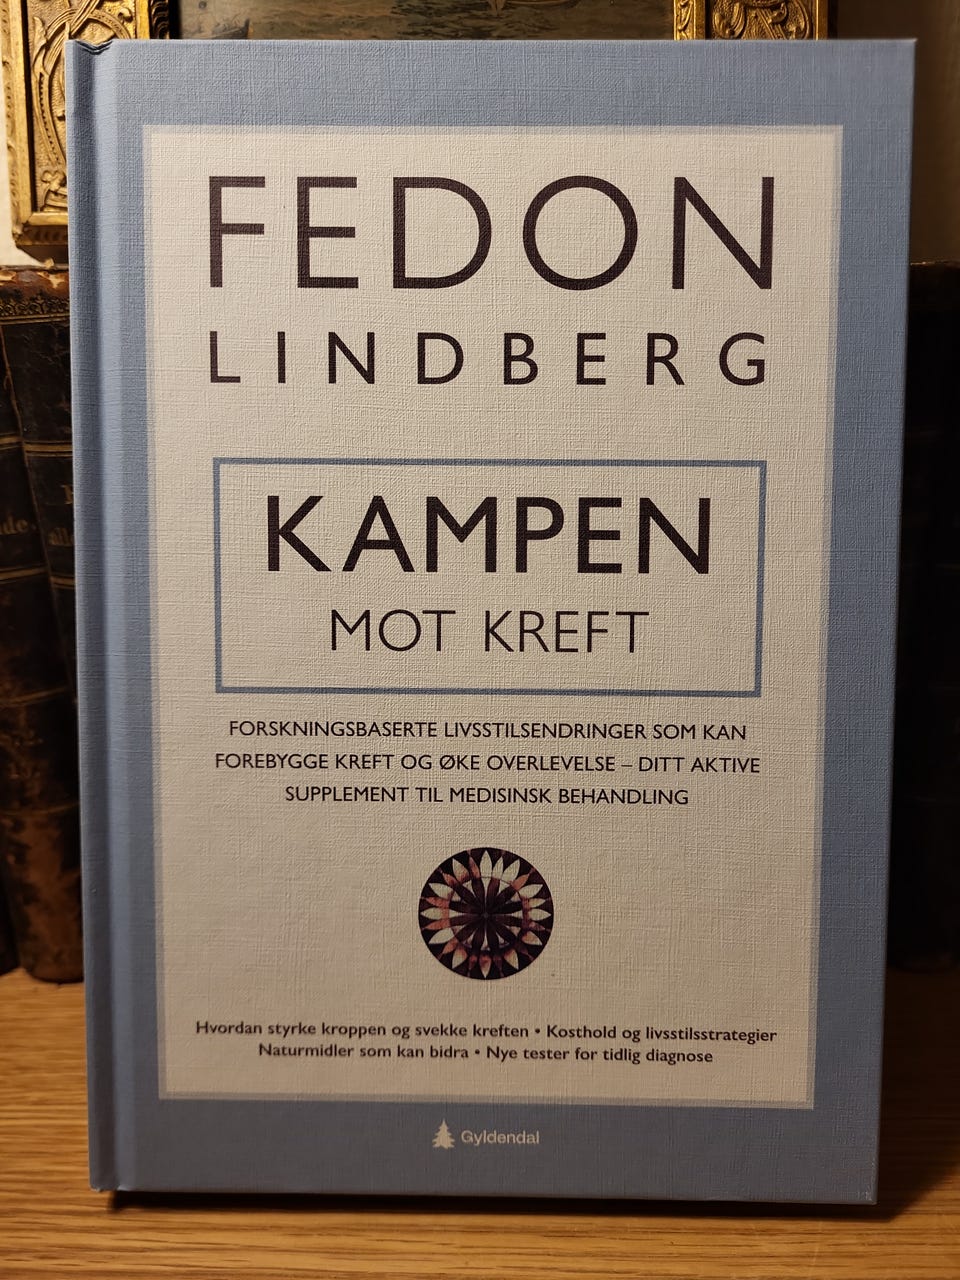 FEDON
LINDBERG
KAMPEN
MOT KREFT
FORSKNINGSBASERTE LIVSSTILSENDRINGER SOM KAN
FOREBYGGE KREFT OG ØKE OVERLEVELSE – DITT AKTIVE
SUPPLEMENT TIL MEDISINSK BEHANDLING
Hvordan styrke kroppen og svekke kreften • Kosthold og livsstilsstrategier
Naturmidler som kan bidra • Nye tester for tidlig diagnose
Gyldendal